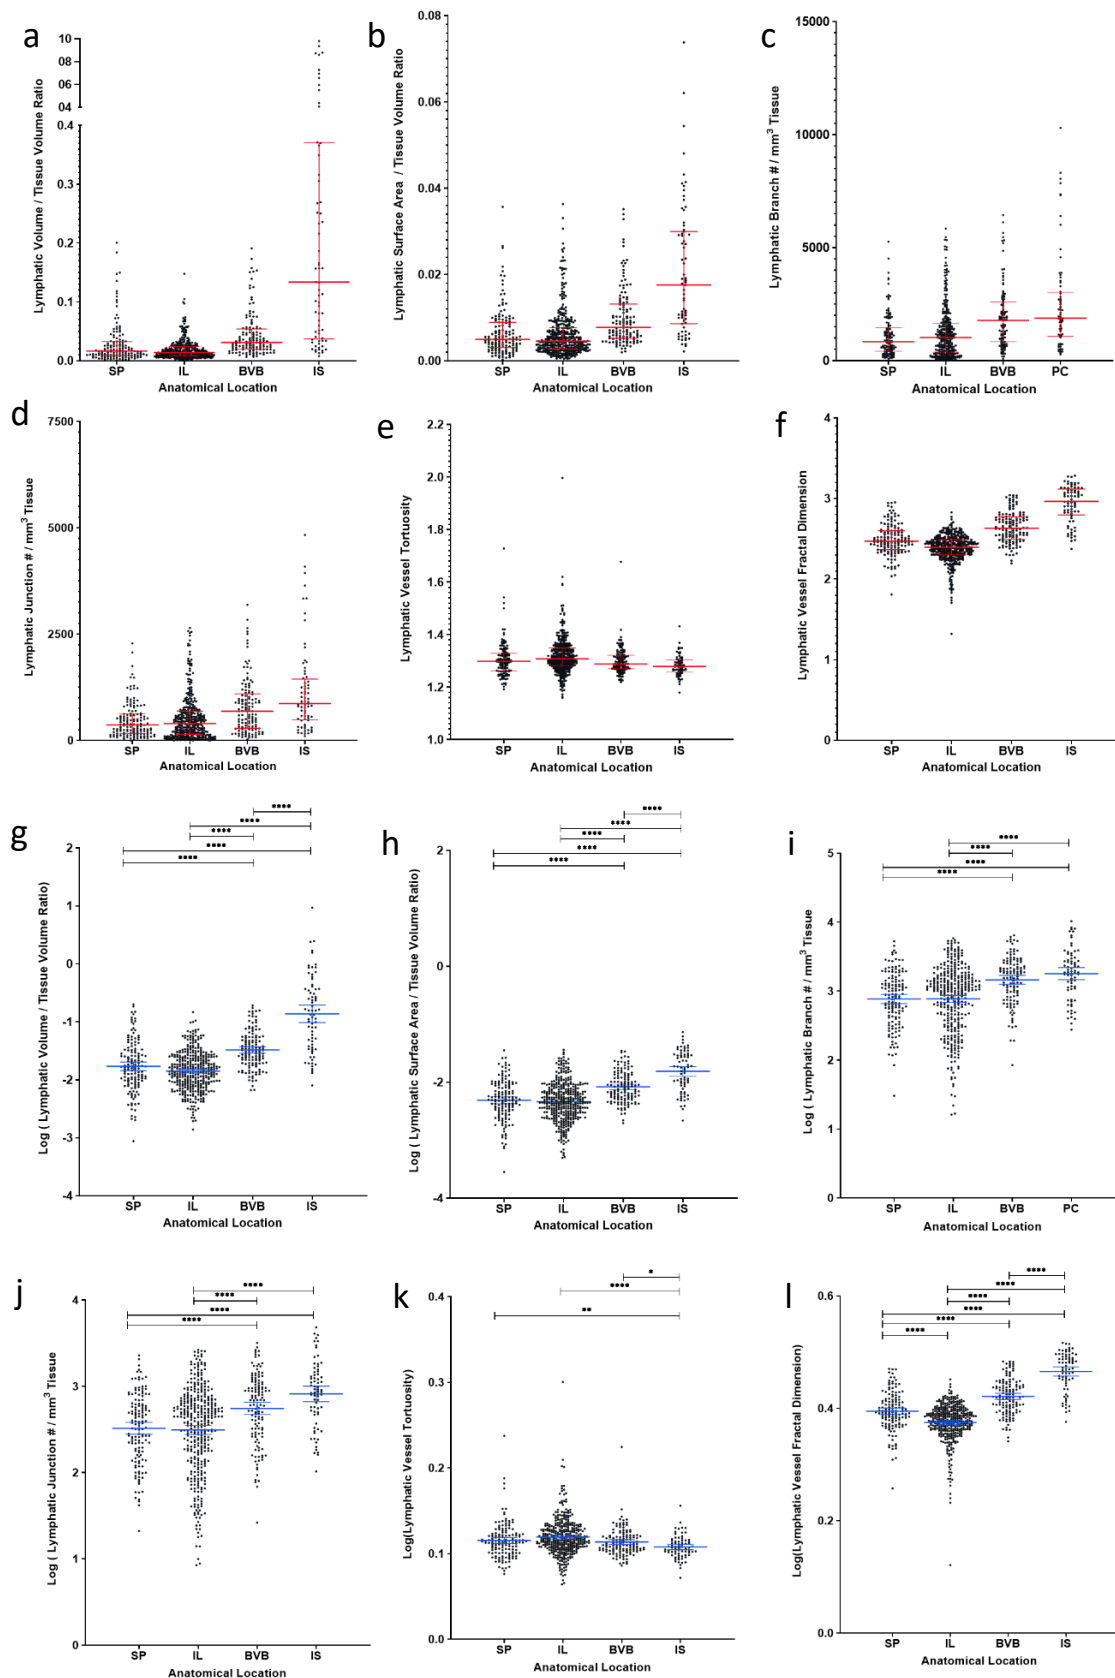 a
Lymphatic Volume / Tissue Volume Ratio
10
08
06
04
0.4
0.3
0.2
0.1
0.0
SP IL BVB IS
Anatomical Location
b
Lymphatic Surface Area / Tissue Volume Ratio
0.08
0.06
0.04
0.02
0.00
SP IL BVB IS
Anatomical Location
c
Lymphatic Branch # / mm³ Tissue
15000
10000
5000
0
SP IL BVB PC
Anatomical Location
d
Lymphatic Junction # / mm³ Tissue
7500
5000
2500
0
SP IL BVB IS
Anatomical Location
e
Lymphatic Vessel Tortuosity
2.2
2.0
1.8
1.6
1.4
1.2
1.0
SP IL BVB IS
Anatomical Location
f
Lymphatic Vessel Fractal Dimension
4
3
2
1
0
SP IL BVB IS
Anatomical Location
g
Log ( Lymphatic Volume / Tissue Volume Ratio)
****
****
****
****
****
2
1
0
-1
-2
-3
-4
SP IL BVB IS
Anatomical Location
h
Log ( Lymphatic Surface Area / Tissue Volume Ratio)
****
****
****
****
****
2
0
-2
-4
SP IL BVB IS
Anatomical Location
i
Log ( Lymphatic Branch # / mm³ Tissue
****
****
****
****
5
4
3
2
1
0
SP IL BVB PC
Anatomical Location
j
Log ( Lymphatic Junction # / mm³ Tissue
****
****
****
****
4
3
2
1
0
SP IL BVB IS
Anatomical Location
k
Log(Lymphatic Vessel Tortuosity)
*
****
**
0.4
0.3
0.2
0.1
0.0
SP IL BVB IS
Anatomical Location
l
Log(Lymphatic Vessel Fractal Dimension)
****
****
****
****
****
****
0.6
0.4
0.2
0.0
SP IL BVB IS
Anatomical Location